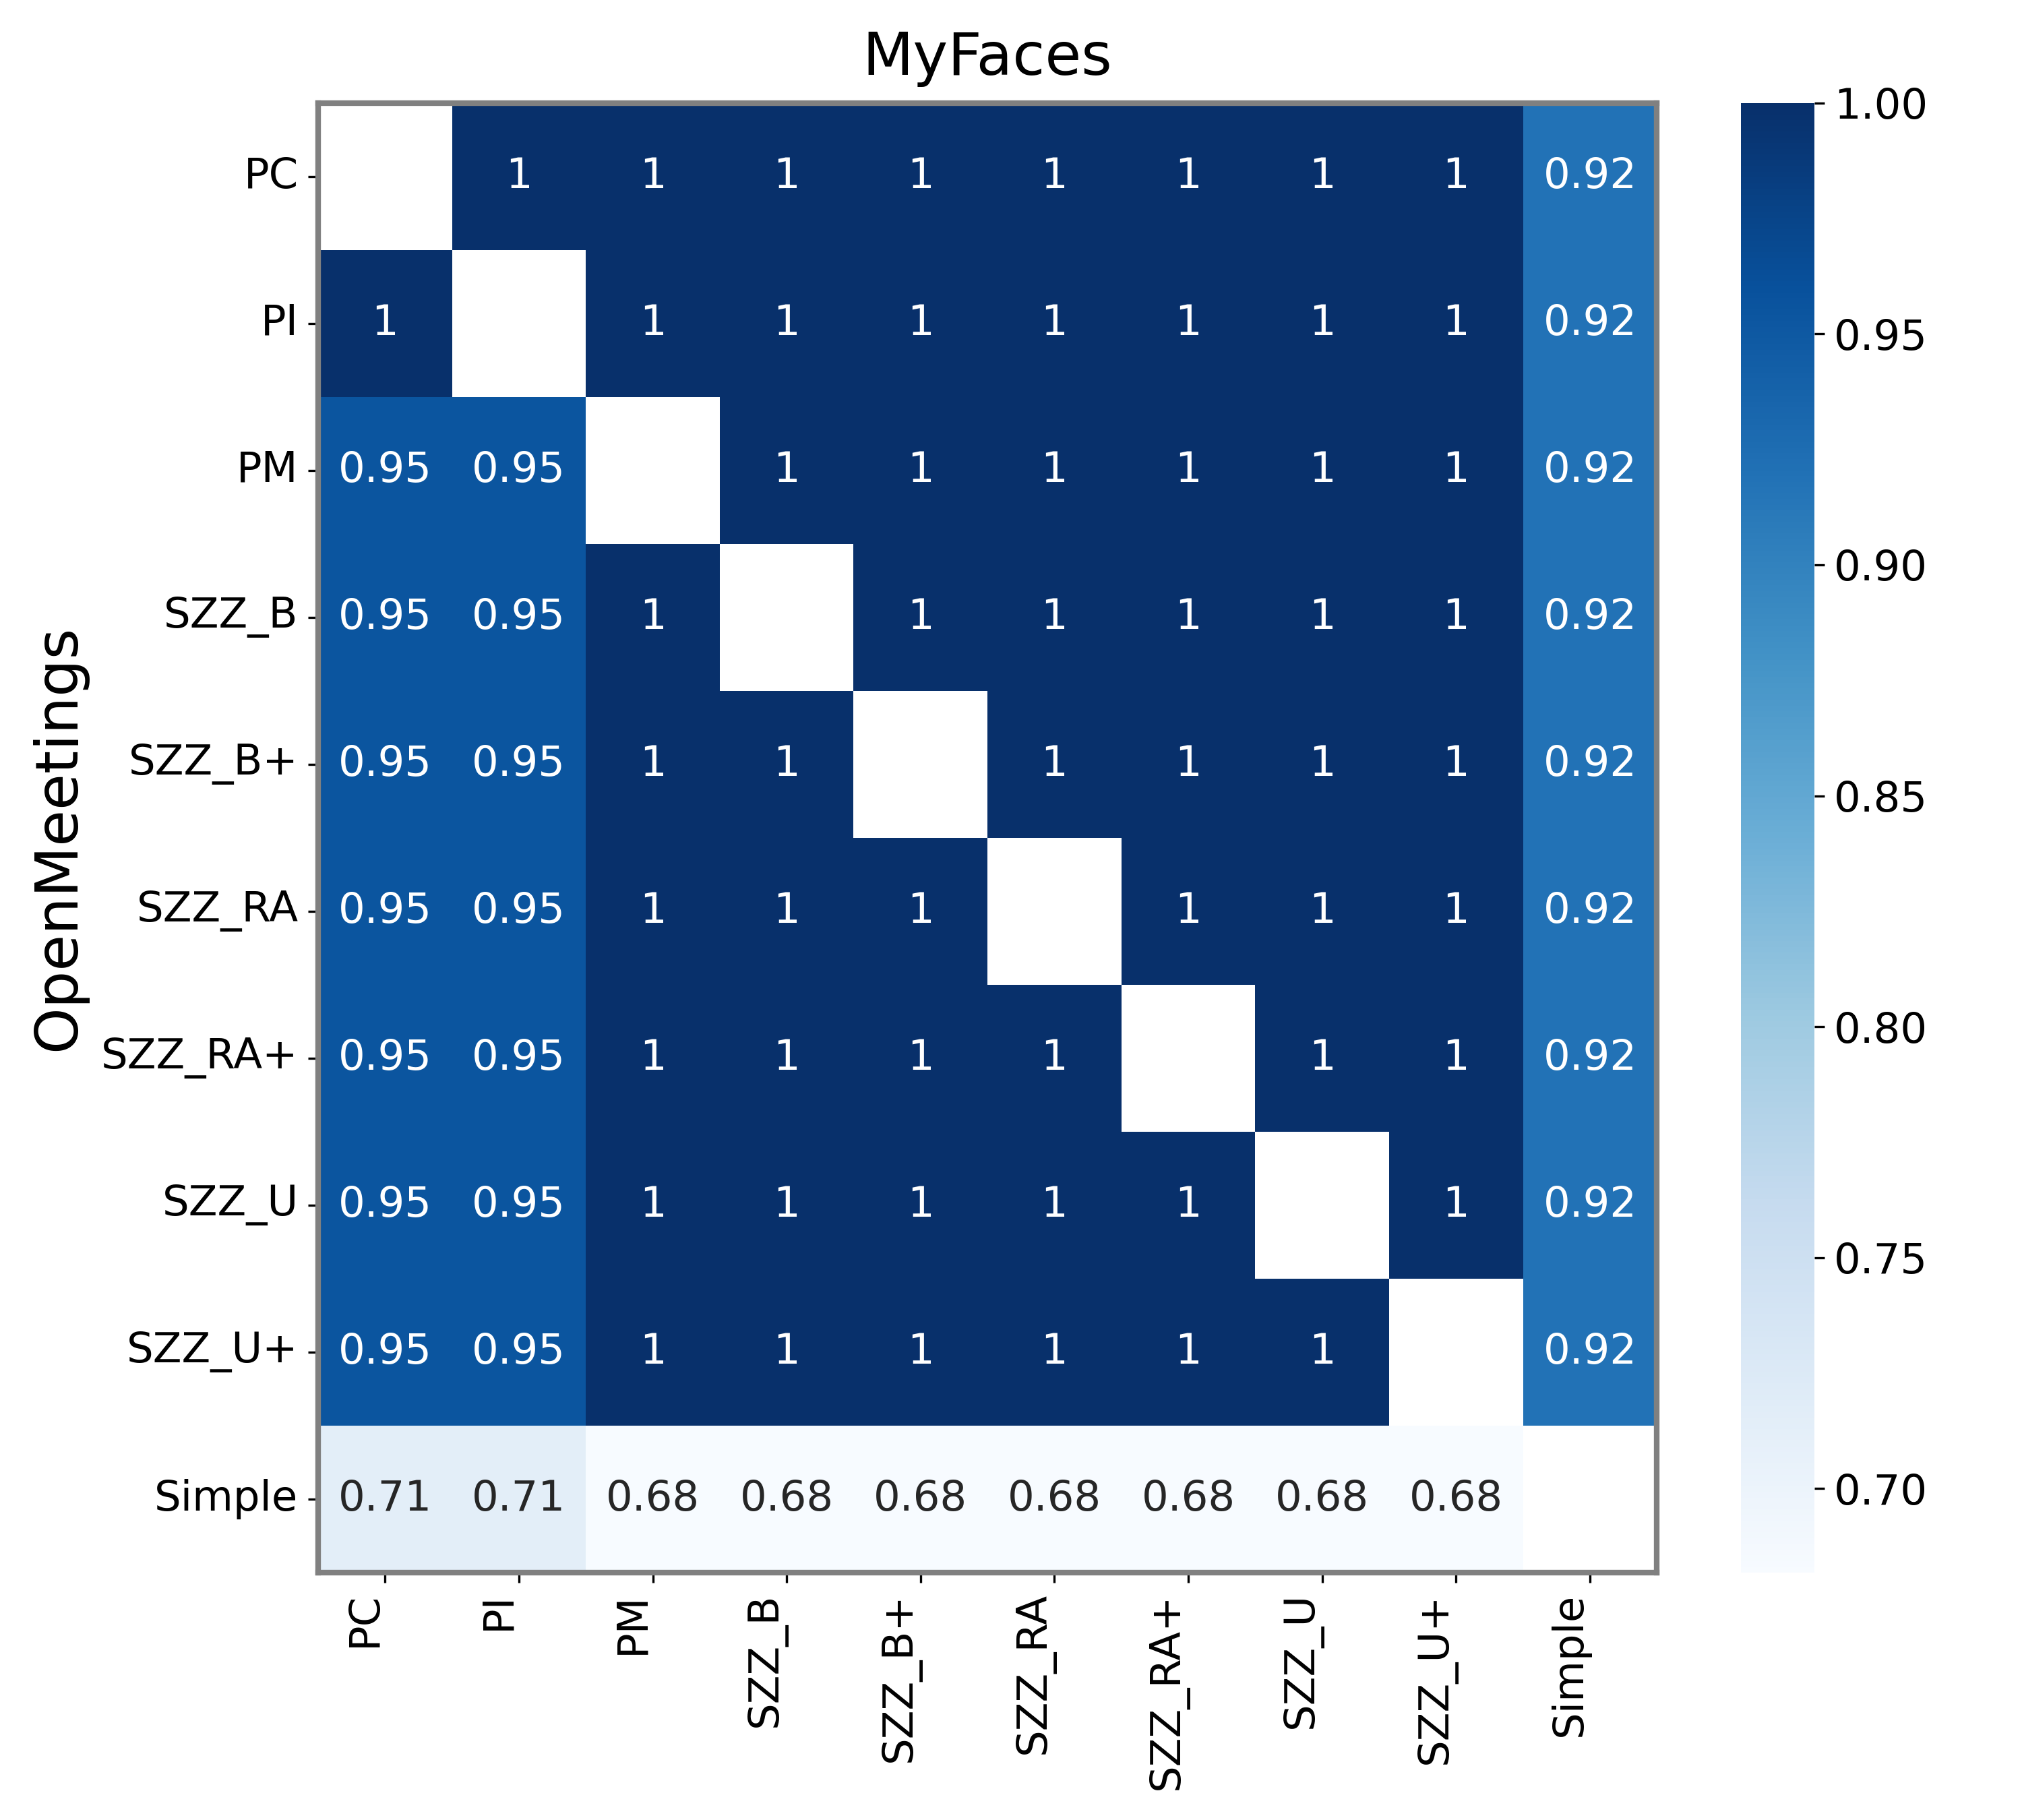 MyFaces
PC 1 1 1 1 1 1 1 1 0.92
PI 1 1 1 1 1 1 1 1 0.92
PM 0.95 0.95 1 1 1 1 1 1 0.92
SZZ_B 0.95 0.95 1 1 1 1 1 1 0.92
SZZ_B+ 0.95 0.95 1 1 1 1 1 1 0.92
SZZ_RA 0.95 0.95 1 1 1 1 1 1 0.92
SZZ_RA+ 0.95 0.95 1 1 1 1 1 1 0.92
SZZ_U 0.95 0.95 1 1 1 1 1 1 0.92
SZZ_U+ 0.95 0.95 1 1 1 1 1 1 0.92
Simple 0.71 0.71 0.68 0.68 0.68 0.68 0.68 0.68 0.68
PC PI PM SZZ_B SZZ_B+ SZZ_RA SZZ_RA+ SZZ_U SZZ_U+ Simple
OpenMeetings
1.00
0.95
0.90
0.85
0.80
0.75
0.70